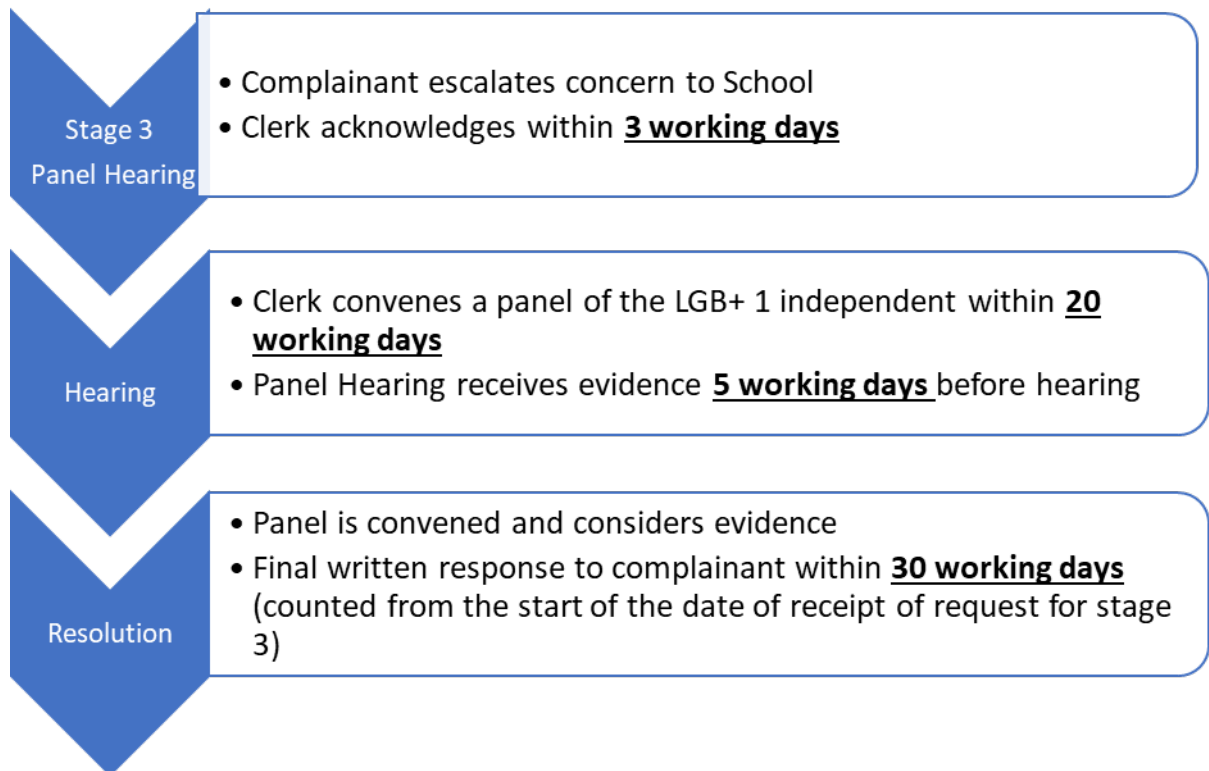 Stage 3
Panel Hearing
• Complainant escalates concern to School
• Clerk acknowledges within 3 working days
Hearing
• Clerk convenes a panel of the LGB+ 1 independent within 20
working days
• Panel Hearing receives evidence 5 working days before hearing
Resolution
• Panel is convened and considers evidence
• Final written response to complainant within 30 working days
(counted from the start of the date of receipt of request for stage
3)